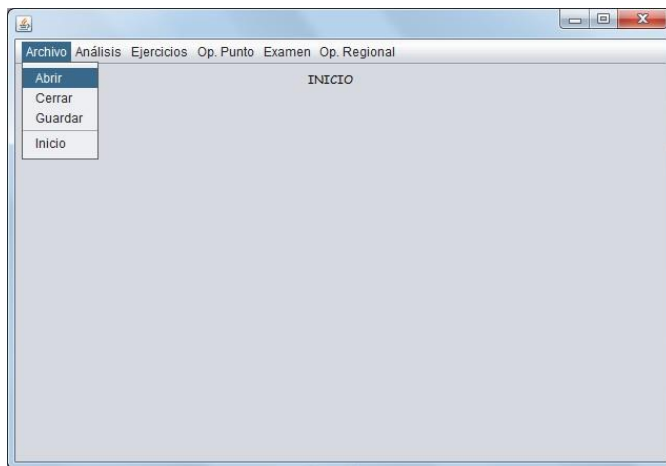 Archivo Análisis Ejercicios Op. Punto Examen Op. Regional
INICIO
Abrir
Cerrar
Guardar
Inicio